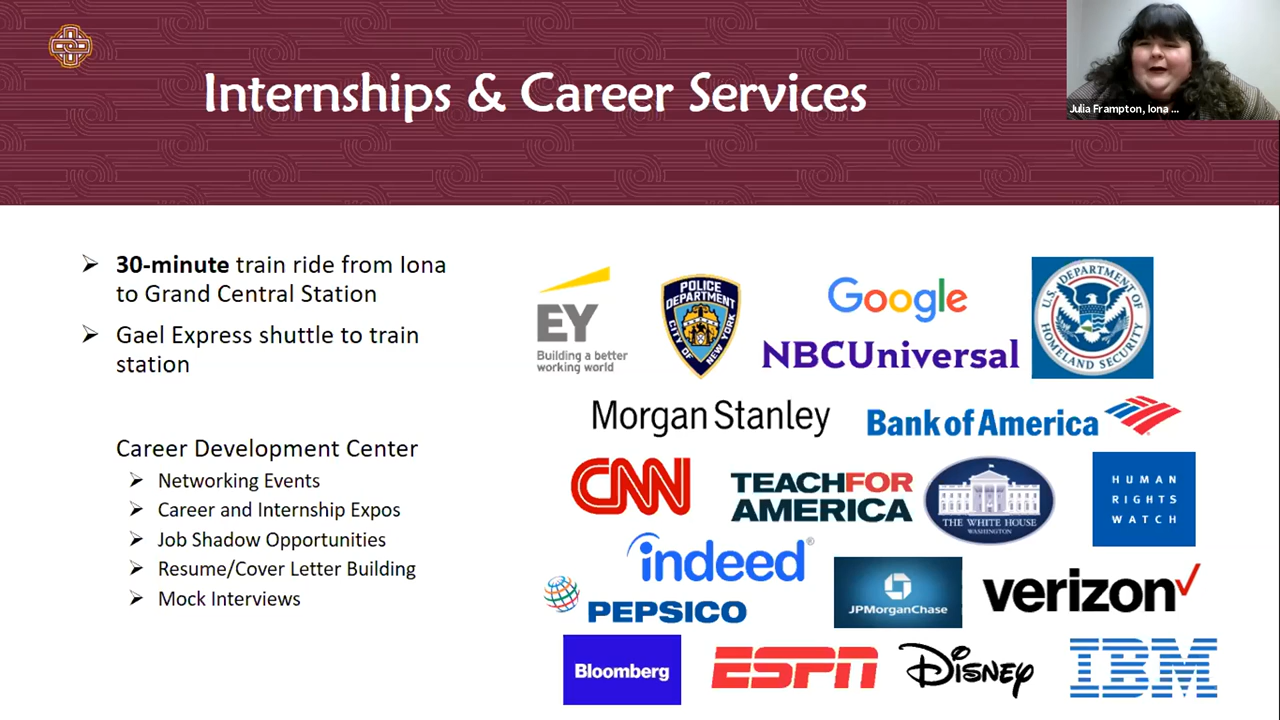 Internships & Career Services
Julia Frampton, Iona ...
30-minute train ride from Iona
to Grand Central Station
Gael Express shuttle to train
station
Career Development Center
Networking Events
Career and Internship Expos
Job Shadow Opportunities
Resume/Cover Letter Building
Mock Interviews
EY
Building a better
working world
POLICE
DEPARTMENT
CITY OF NEW YORK
Google
NBCUniversal
U.S. DEPARTMENT OF
HOMELAND SECURITY
Morgan Stanley
Bank of America
CNN
TEACHFOR
AMERICA
THE WHITE HOUSE
WASHINGTON
HUMAN
RIGHTS
WATCH
indeed®
PEPSICO
JPMorganChase
verizon
Bloomberg
ESPN
DISNEY
IBM